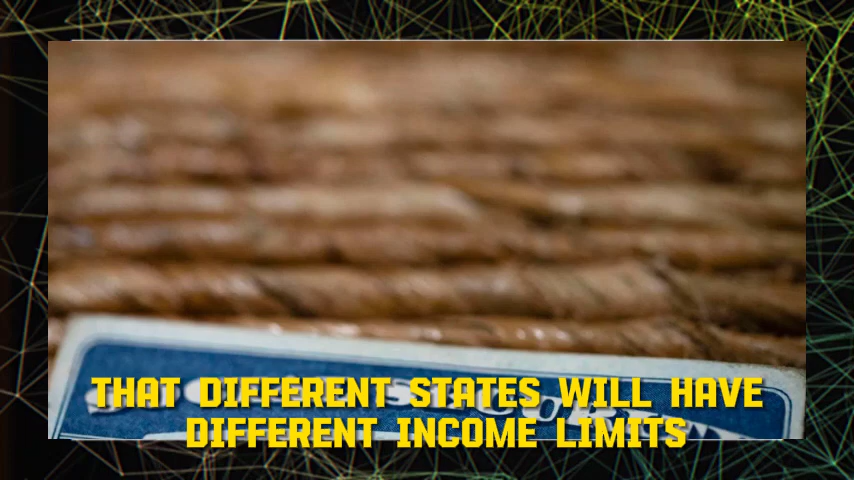 THAT DIFFERENT STATES WILL HAVE
DIFFERENT INCOME LIMITS